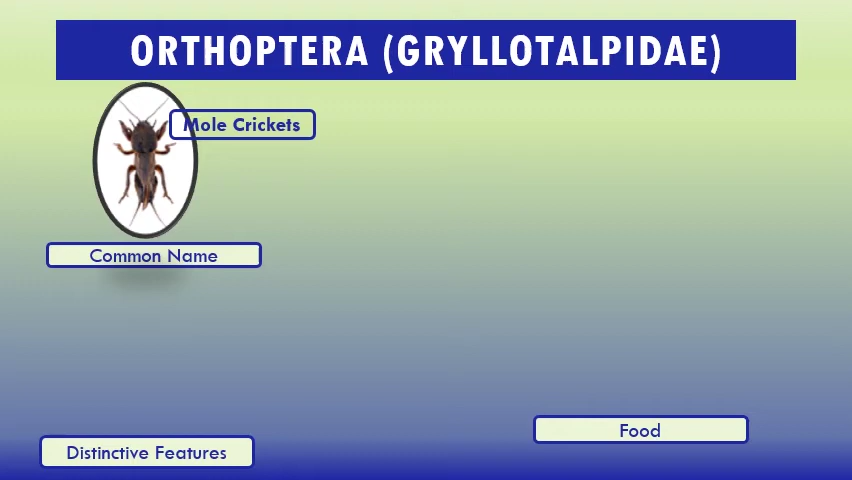 ORTHOPTERA (GRYLLOTALPIDAE)
Mole Crickets
Common Name
Food
Distinctive Features